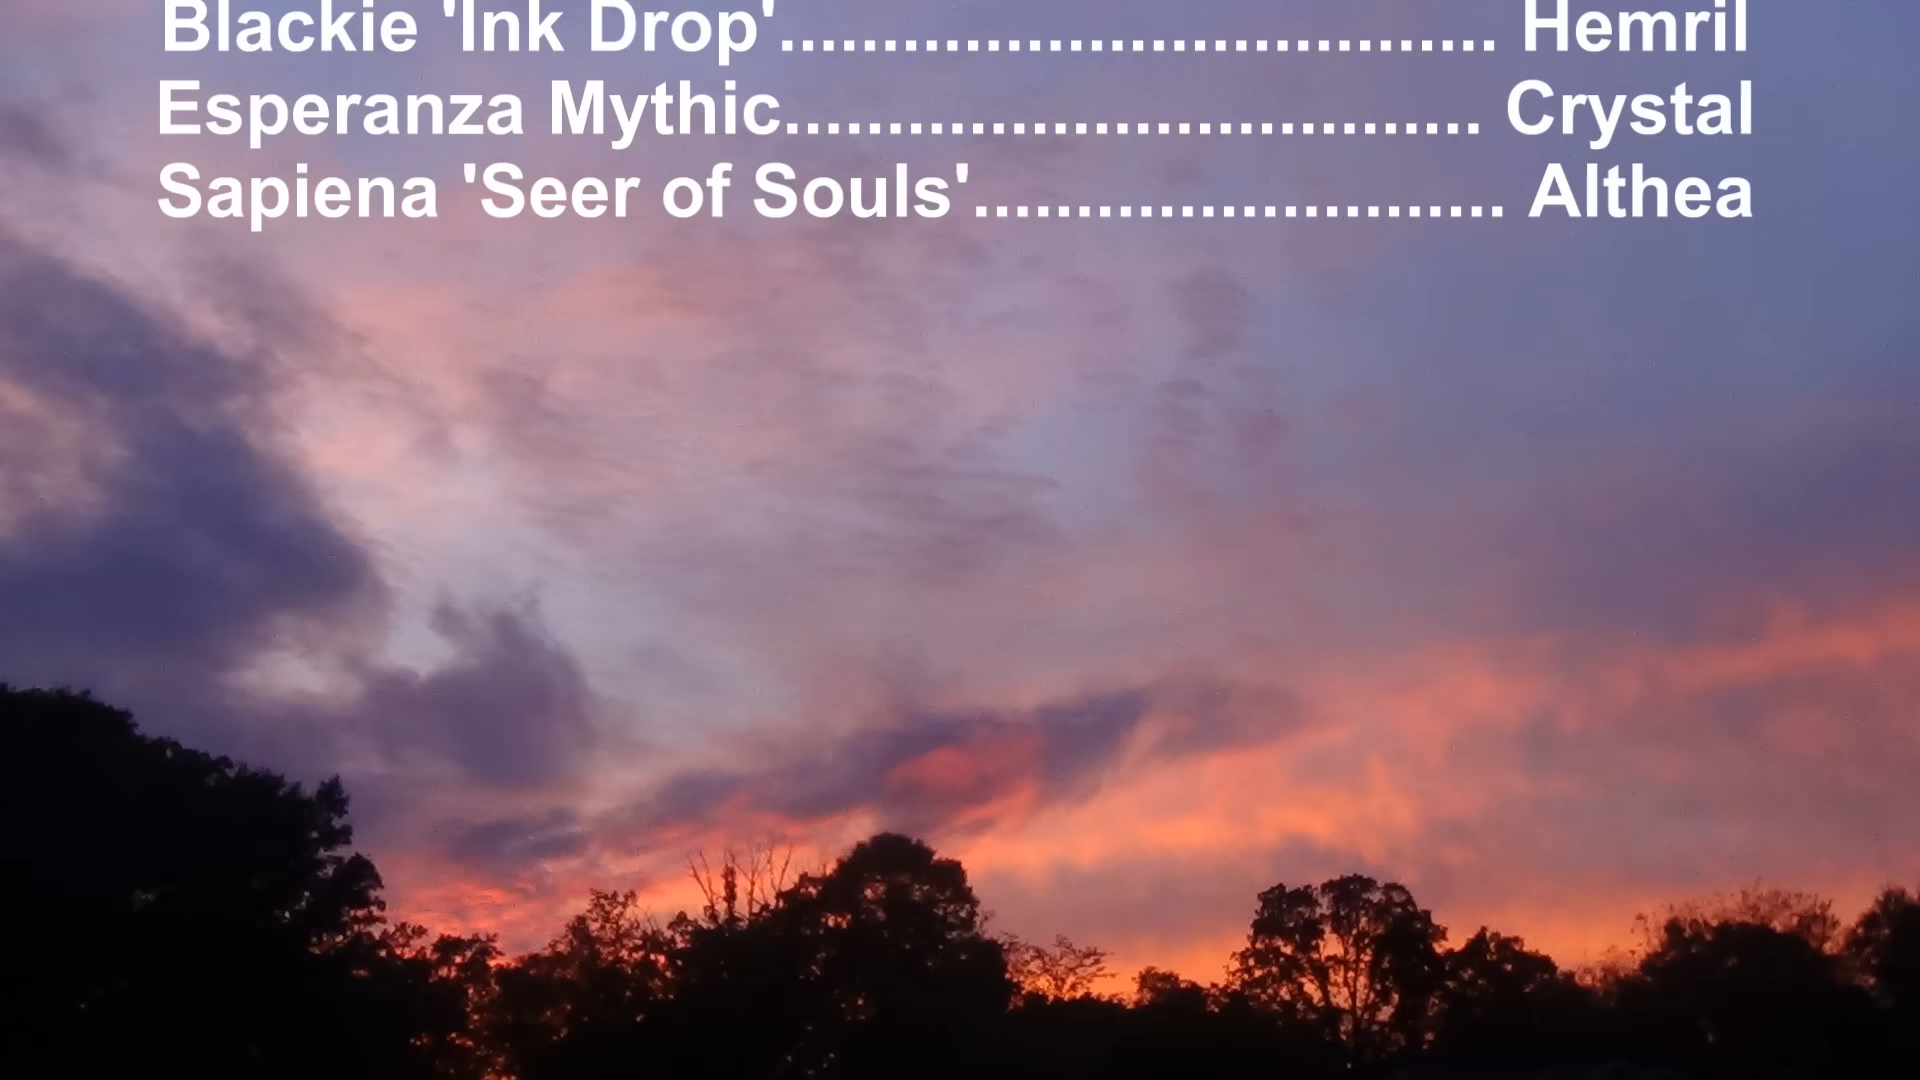 Blackie 'Ink Drop'................................... Hemril
Esperanza Mythic.................................. Crystal
Sapiena 'Seer of Souls'.......................... Althea